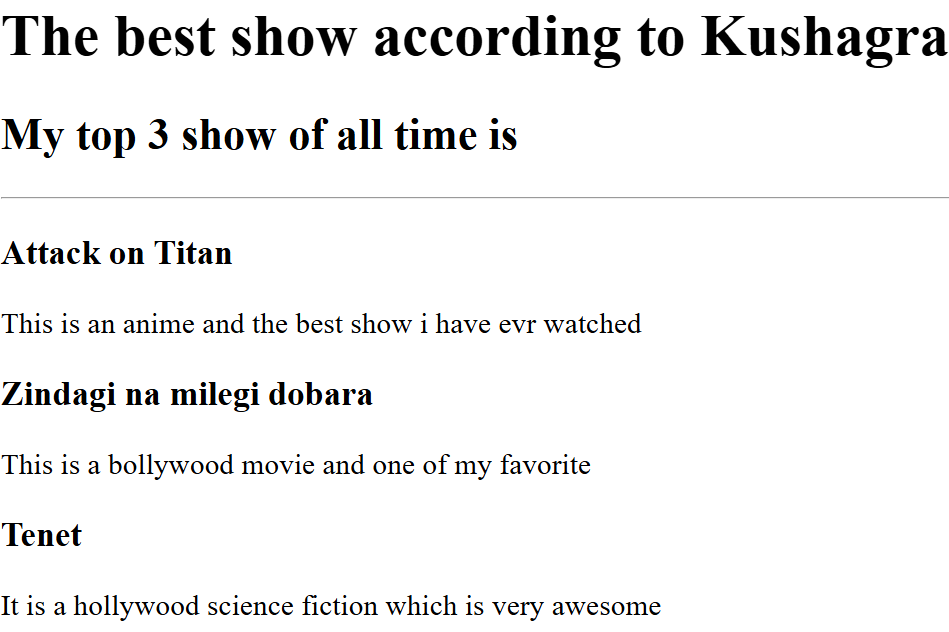 The best show according to Kushagra
My top 3 show of all time is
Attack on Titan
This is an anime and the best show i have evr watched
Zindagi na milegi dobara
This is a bollywood movie and one of my favorite
Tenet
It is a hollywood science fiction which is very awesome